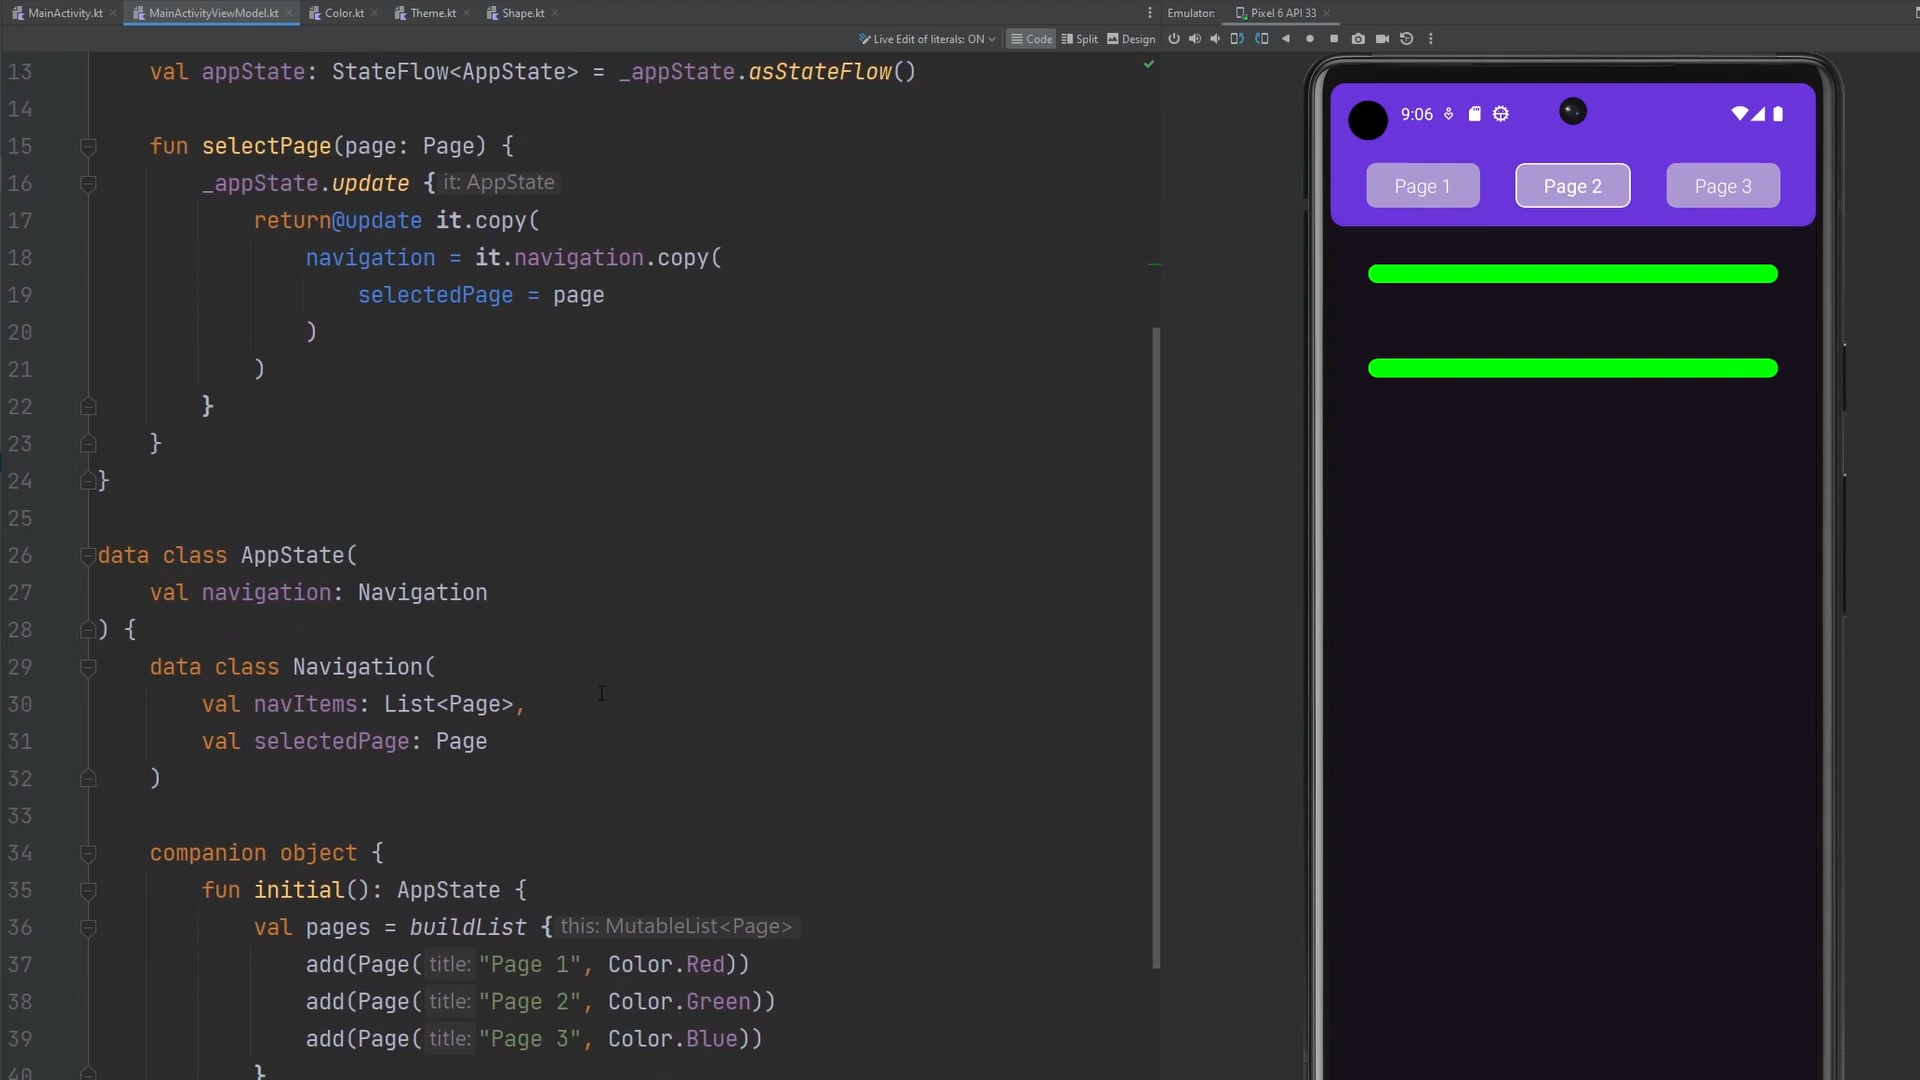 MainActivity.kt
MainActivityViewModel.kt
Color.kt
Theme.kt
Shape.kt
Emulator:
Pixel 6 API 33
Live Edit of literals: ON
Code
Split
Design
13 val appState: StateFlow<AppState> = _appState.asStateFlow()
14
15 fun selectPage(page: Page) {
16 _appState.update { it: AppState
17 return@update it.copy(
18 navigation = it.navigation.copy(
19 selectedPage = page
20 )
21 )
22 }
23 }
24 }
25
26 data class AppState(
27 val navigation: Navigation
28 ) {
29 data class Navigation(
30 val navItems: List<Page>,
31 val selectedPage: Page
32 )
33
34 companion object {
35 fun initial(): AppState {
36 val pages = buildList { this: MutableList<Page>
37 add(Page( title: "Page 1", Color.Red))
38 add(Page( title: "Page 2", Color.Green))
39 add(Page( title: "Page 3", Color.Blue))
40 }
9:06
Page 1
Page 2
Page 3